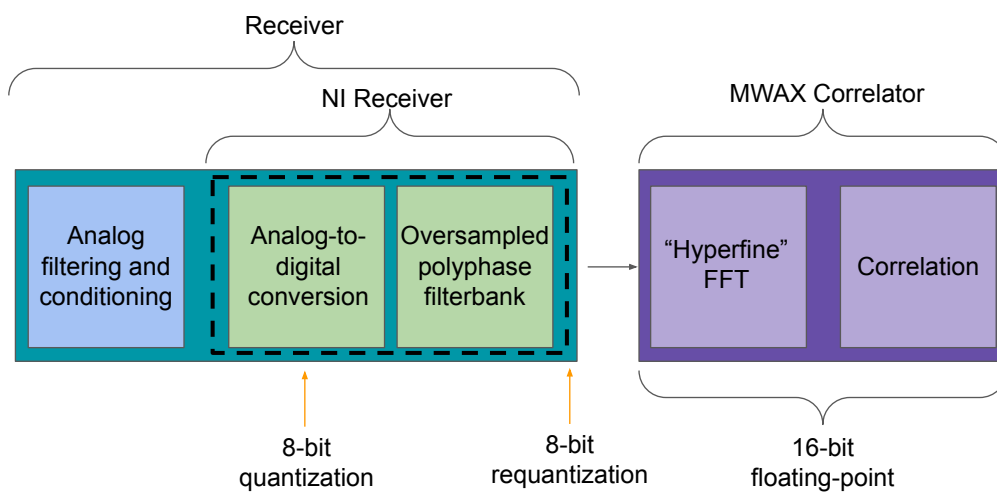 Receiver
NI Receiver
MWAX Correlator
Analog
filtering and
conditioning
Analog-to-
digital
conversion
Oversampled
polyphase
filterbank
“Hyperfine”
FFT
Correlation
8-bit
quantization
8-bit
requantization
16-bit
floating-point